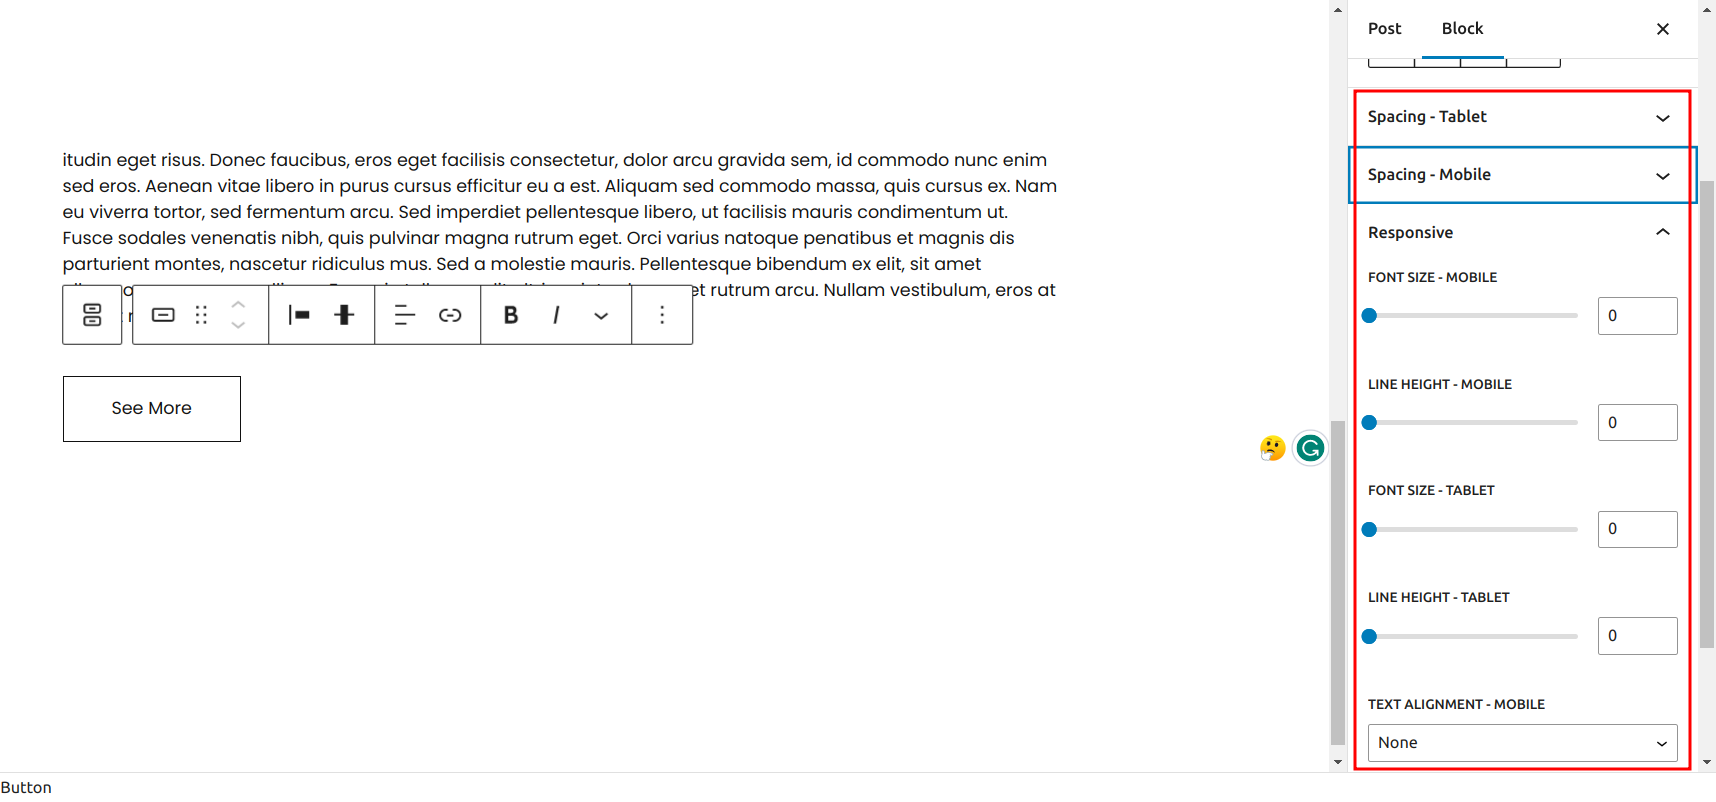 Post Block
itudin eget risus. Donec faucibus, eros eget facilisis consectetur, dolor arcu gravida sem, id commodo nunc enim
sed eros. Aenean vitae libero in purus cursus efficitur eu a est. Aliquam sed commodo massa, quis cursus ex. Nam
eu viverra tortor, sed fermentum arcu. Sed imperdiet pellentesque libero, ut facilisis mauris condimentum ut.
Fusce sodales venenatis nibh, quis pulvinar magna rutrum eget. Orci varius natoque penatibus et magnis dis
parturient montes, nascetur ridiculus mus. Sed a molestie mauris. Pellentesque bibendum ex elit, sit amet
et rutrum arcu. Nullam vestibulum, eros at
B I
See More
Spacing - Tablet
Spacing - Mobile
Responsive
FONT SIZE - MOBILE
0
LINE HEIGHT - MOBILE
0
FONT SIZE - TABLET
0
LINE HEIGHT - TABLET
0
TEXT ALIGNMENT - MOBILE
None
Button